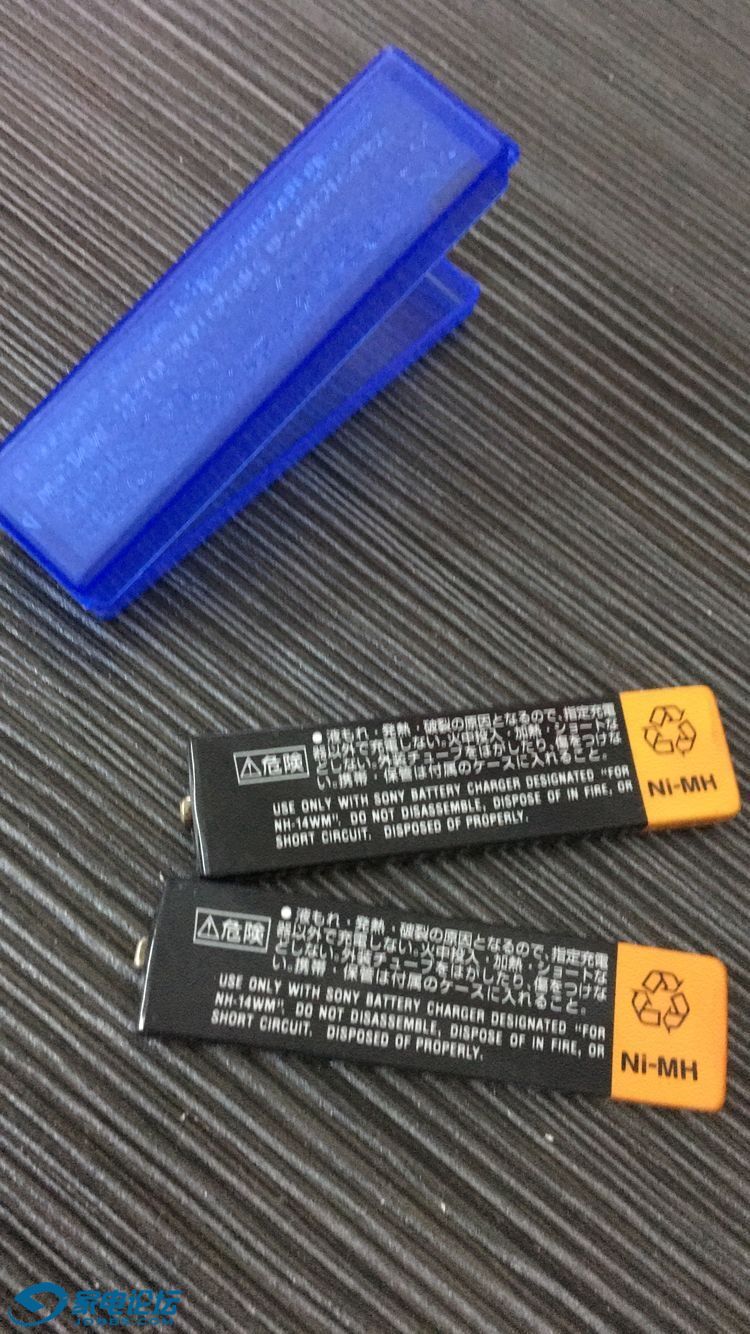 ⚠危険
●液もれ・発熱・破裂の原因となるので、指定充電
器以外で充電しない。火中投入・加熱・ショートな
どしない。外装チューブをはがしたり、傷をつけな
い。携帯・保管は付属のケースに入れること。
USE ONLY WITH SONY BATTERY CHARGER DESIGNATED "FOR
NH-14WM". DO NOT DISASSEMBLE, DISPOSE OF IN FIRE, OR
SHORT CIRCUIT. DISPOSED OF PROPERLY.
Ni-MH
⚠危険
●液もれ・発熱・破裂の原因となるので、指定充電
器以外で充電しない。火中投入・加熱・ショートな
どしない。外装チューブをはがしたり、傷をつけな
い。携帯・保管は付属のケースに入れること。
USE ONLY WITH SONY BATTERY CHARGER DESIGNATED "FOR
NH-14WM". DO NOT DISASSEMBLE, DISPOSE OF IN FIRE, OR
SHORT CIRCUIT. DISPOSED OF PROPERLY.
Ni-MH
家电论坛
JDBBS.COM